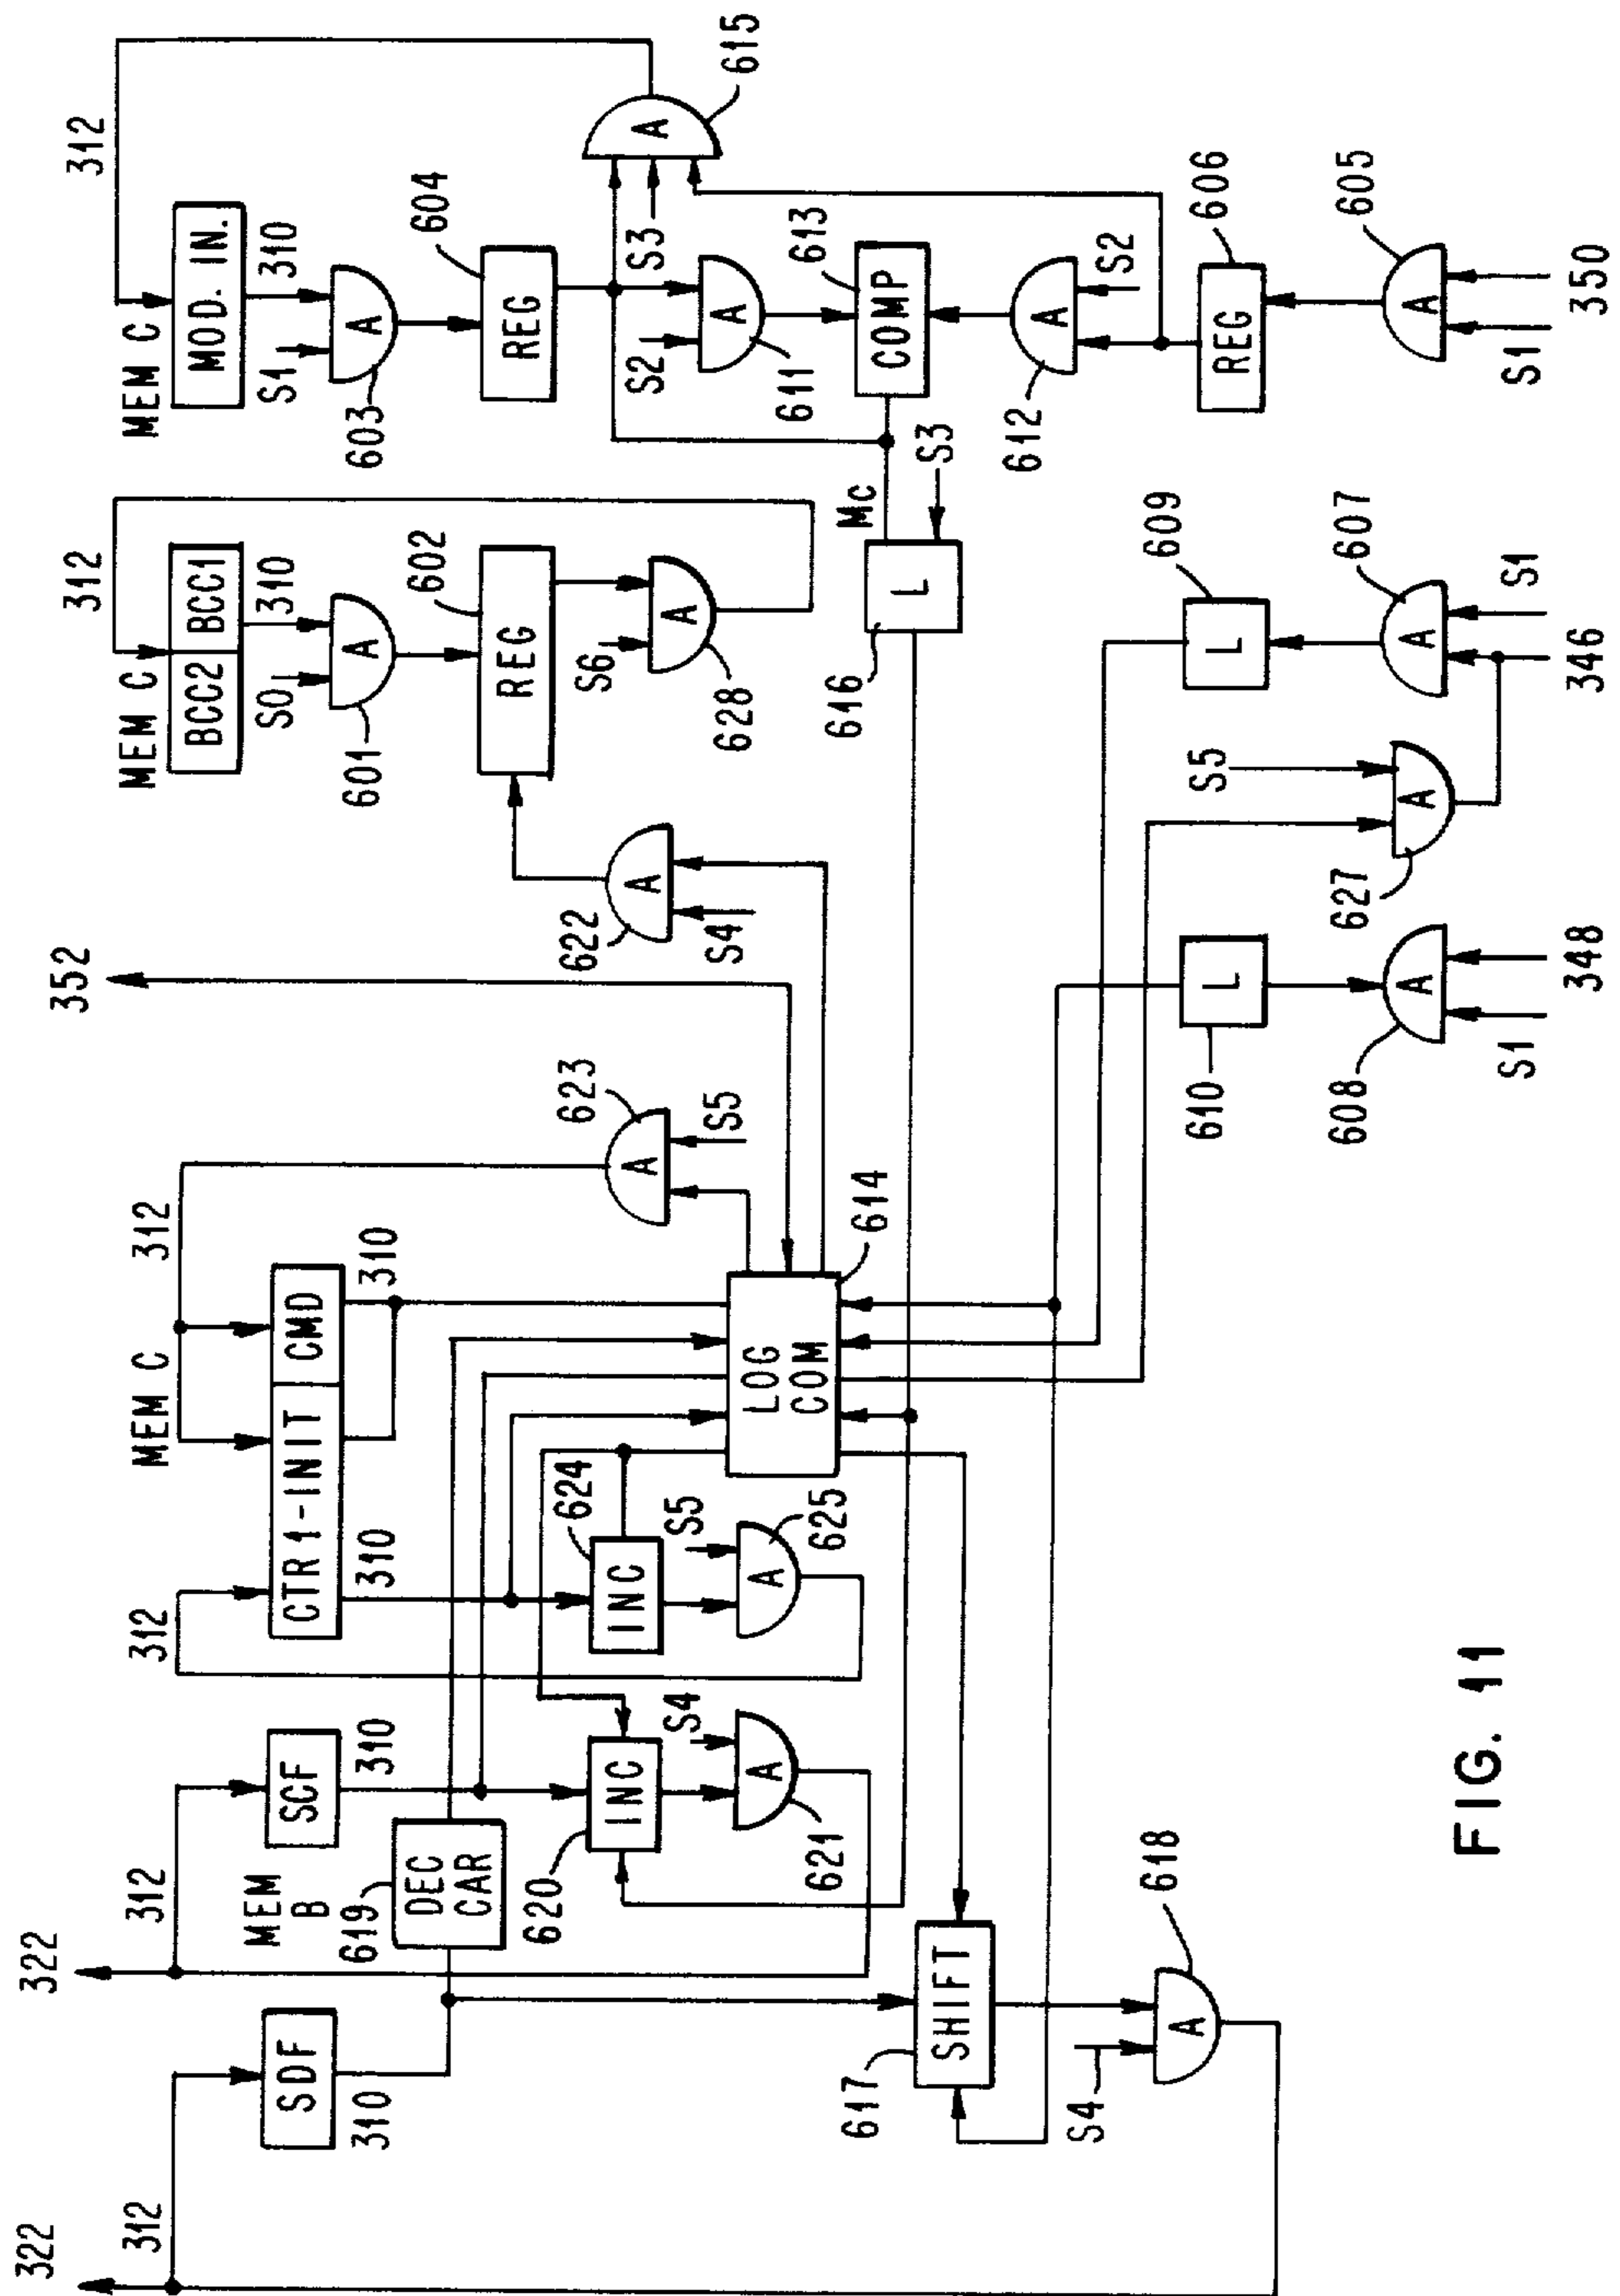 322
312
SDF
310
322
312
SCF
310
MEM
B
619
DEC
CAR
620
INC
S4
A
621
617
SHIFT
S4
A
618
312
MEM C
312
CTR1-INIT
CMD
310
310
624
INC
S5
A
625
LOG
COM
614
A
S5
623
352
622
A
S4
MEM C
312
BCC2
BCC1
S0
310
A
601
REG
602
S6
A
628
MEM C
312
MOD. IN.
S1
310
A
603
REG
604
S3
A
615
S2
A
611
COMP
613
Mc
L
616
S3
A
S2
612
REG
606
A
605
S1
350
L
609
A
607
S1
346
S5
A
627
L
610
A
608
S1
348
FIG. 11